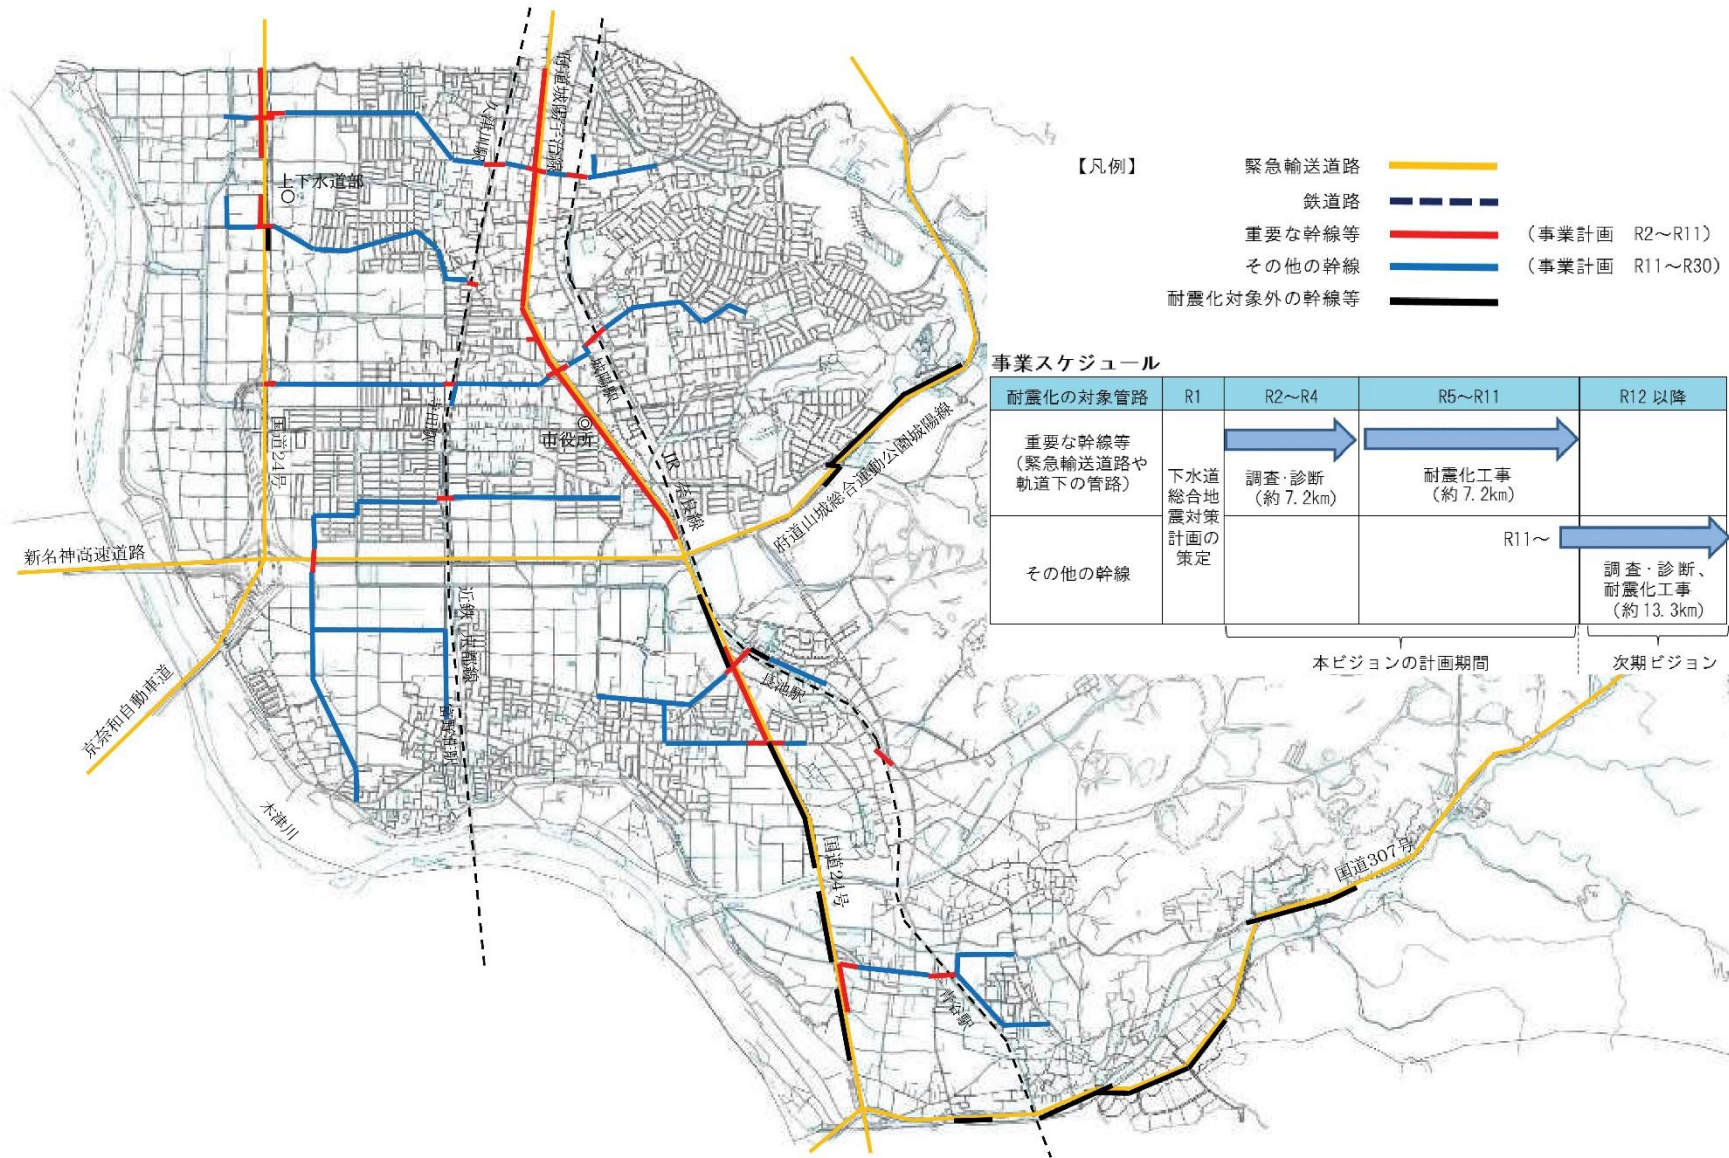 【凡例】
緊急輸送道路
鉄道路
重要な幹線等 （事業計画 R2～R11）
その他の幹線 （事業計画 R11～R30）
耐震化対象外の幹線等
事業スケジュール
耐震化の対象管路 R1 R2～R4 R5～R11 R12 以降
重要な幹線等
（緊急輸送道路や
軌道下の管路）
下水道
総合地
震対策
計画の
策定
調査･診断
（約 7.2km）
耐震化工事
（約 7.2km）
その他の幹線
R11～
調査･診断、
耐震化工事
（約 13.3km）
本ビジョンの計画期間
次期ビジョン
府道城陽宇治線
久津川駅
上下水道部
城陽駅
寺田駅
市役所
国道24号
JR 奈良線
府道山城総合運動公園城陽線
新名神高速道路
近鉄 京都線
京奈和自動車道
長池駅
富野荘駅
木津川
国道24号
国道307号
青谷駅